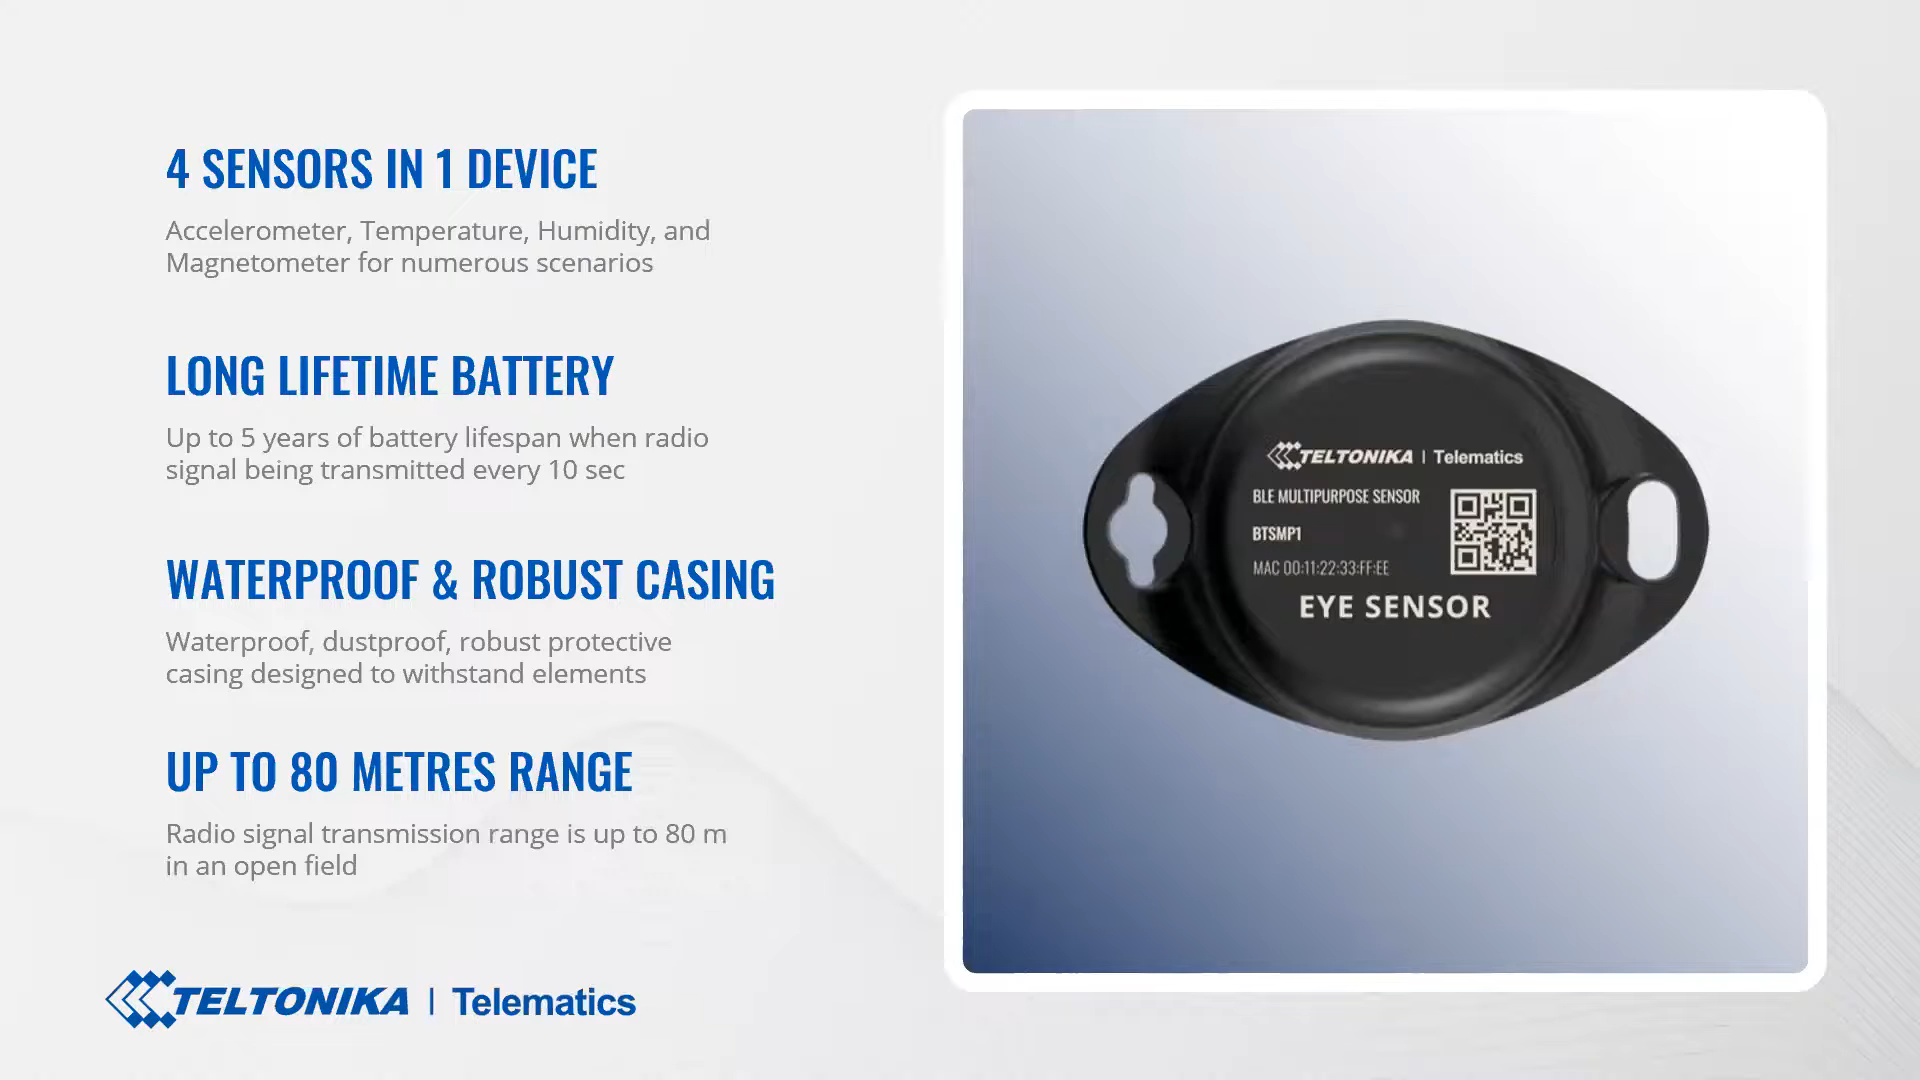 4 SENSORS IN 1 DEVICE
Accelerometer, Temperature, Humidity, and
Magnetometer for numerous scenarios
LONG LIFETIME BATTERY
Up to 5 years of battery lifespan when radio
signal being transmitted every 10 sec
WATERPROOF & ROBUST CASING
Waterproof, dustproof, robust protective
casing designed to withstand elements
UP TO 80 METRES RANGE
Radio signal transmission range is up to 80 m
in an open field
TELTONIKA | Telematics
TELTONIKA | Telematics
BLE MULTIPURPOSE SENSOR
BTSMP1
MAC 00:11:22:33:FF:EE
EYE SENSOR